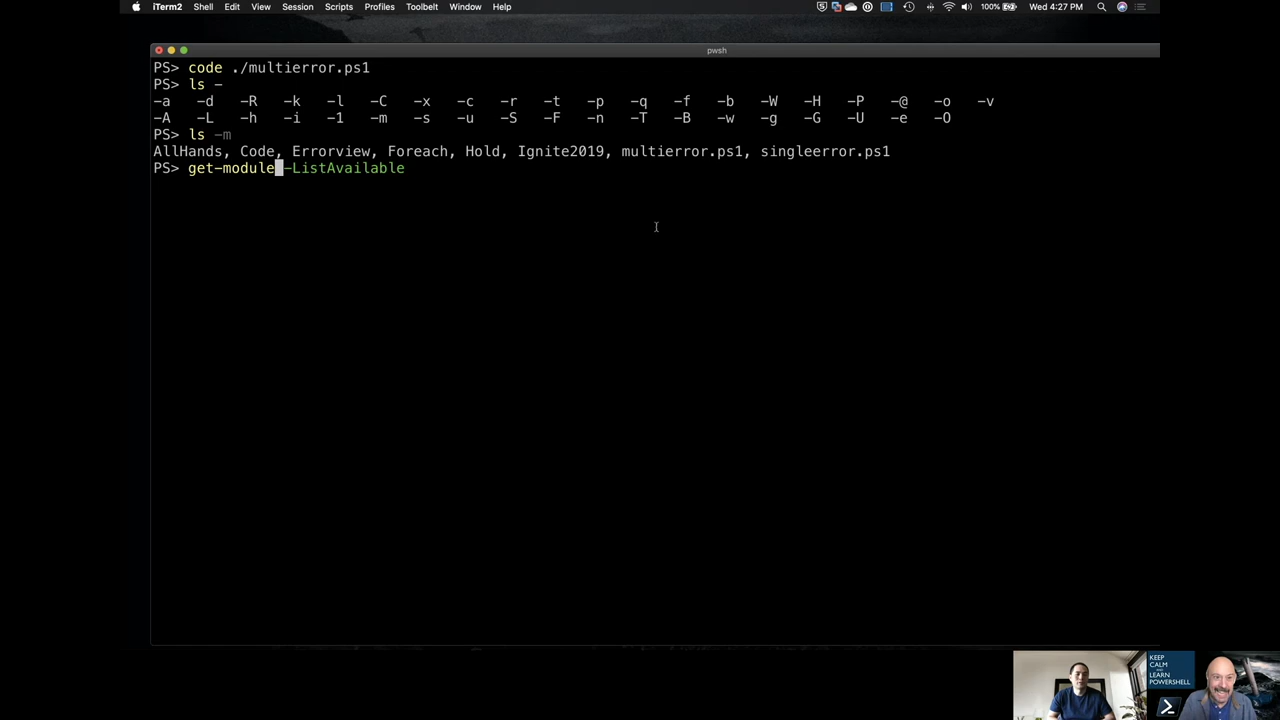 iTerm2 Shell Edit View Session Scripts Profiles Toolbelt Window Help 100% Wed 4:27 PM
pwsh
PS> code ./multierror.ps1
PS> ls -
-a -d -R -k -l -C -x -c -r -t -p -q -f -b -W -H -P -@ -o -v
-A -L -h -i -1 -m -s -u -S -F -n -T -B -w -g -G -U -e -O
PS> ls -m
AllHands, Code, Errorview, Foreach, Hold, Ignite2019, multierror.ps1, singleerror.ps1
PS> get-module -ListAvailable
KEEP
CALM
AND
LEARN
POWERSHELL